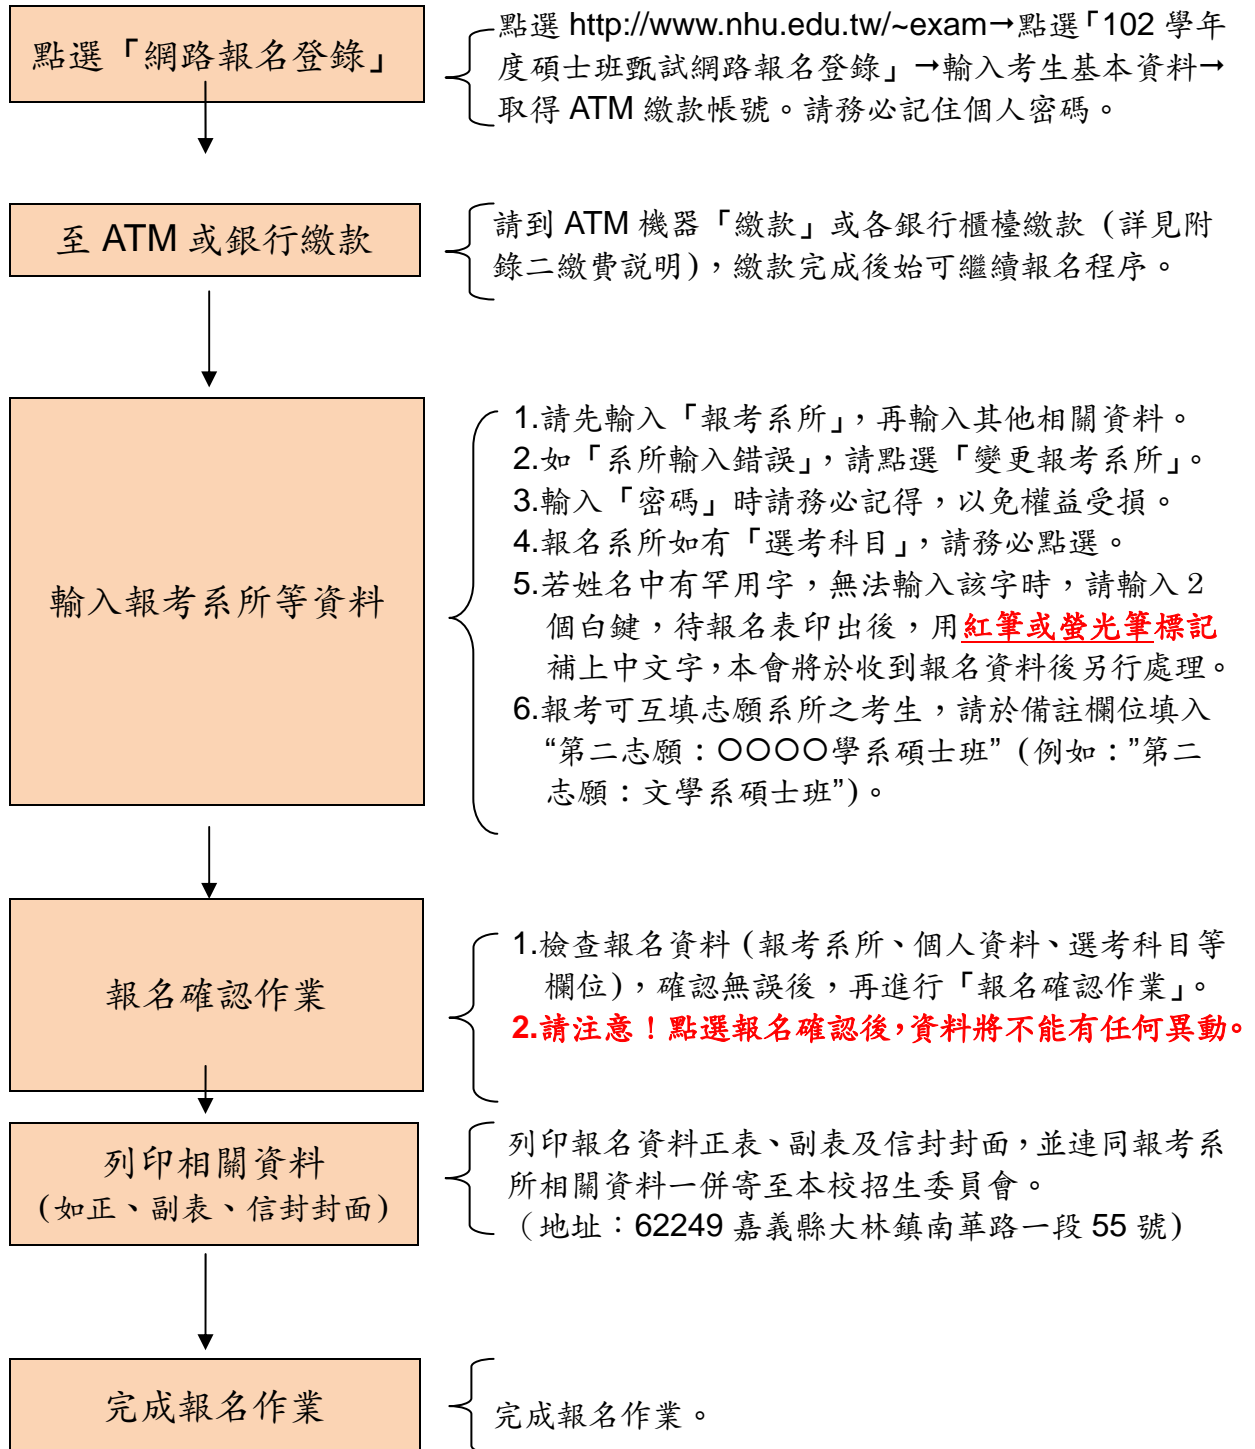 點選「網路報名登錄」
點選 http://www.nhu.edu.tw/~exam→點選「102 學年
度碩士班甄試網路報名登錄」→輸入考生基本資料→
取得 ATM 繳款帳號。請務必記住個人密碼。
至 ATM 或銀行繳款
請到 ATM 機器「繳款」或各銀行櫃檯繳款 (詳見附
錄二繳費說明)，繳款完成後始可繼續報名程序。
輸入報考系所等資料
1.請先輸入「報考系所」，再輸入其他相關資料。
2.如「系所輸入錯誤」，請點選「變更報考系所」。
3.輸入「密碼」時請務必記得，以免權益受損。
4.報名系所如有「選考科目」，請務必點選。
5.若姓名中有罕用字，無法輸入該字時，請輸入２
個白鍵，待報名表印出後，用紅筆或螢光筆標記
補上中文字，本會將於收到報名資料後另行處理。
6.報考可互填志願系所之考生，請於備註欄位填入
“第二志願：○○○○學系碩士班” (例如：”第二
志願：文學系碩士班”)。
報名確認作業
1.檢查報名資料 (報考系所、個人資料、選考科目等
欄位)，確認無誤後，再進行「報名確認作業」。
2.請注意！點選報名確認後，資料將不能有任何異動。
列印相關資料
(如正、副表、信封封面)
列印報名資料正表、副表及信封封面，並連同報考系
所相關資料一併寄至本校招生委員會。
（地址：62249 嘉義縣大林鎮南華路一段 55 號)
完成報名作業
完成報名作業。